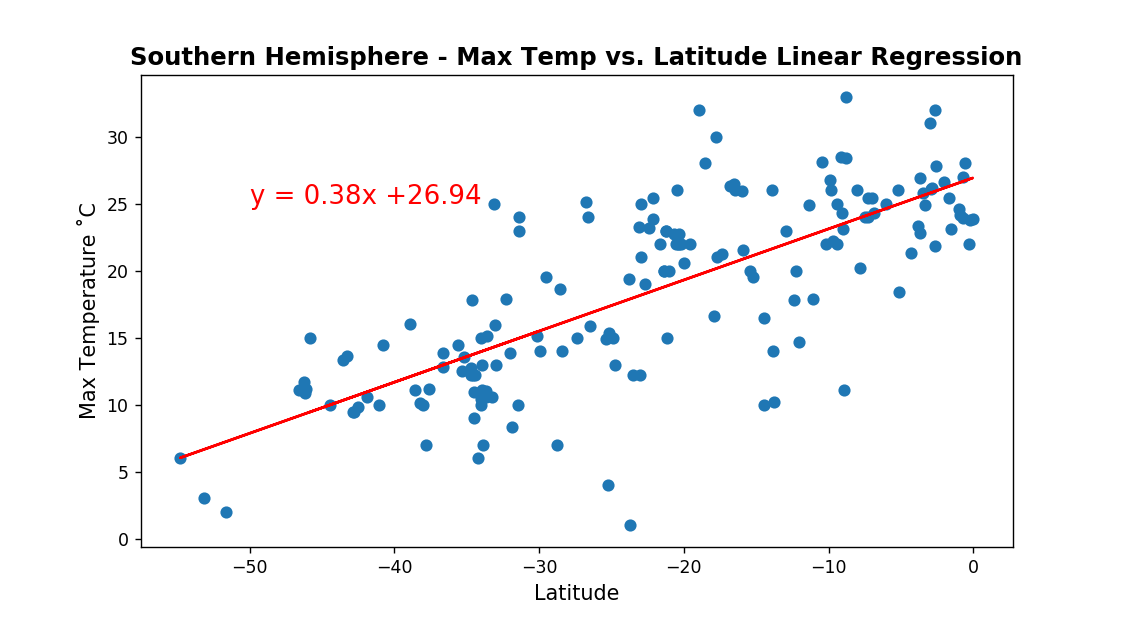 Southern Hemisphere - Max Temp vs. Latitude Linear Regression
Max Temperature ˚C
30
25
20
15
10
5
0
y = 0.38x +26.94
−50 −40 −30 −20 −10 0
Latitude